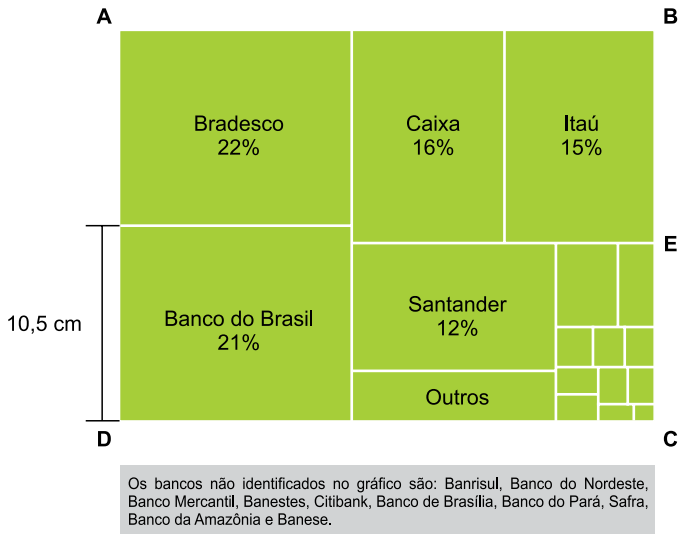 A
B
Bradesco
22%
Caixa
16%
Itaú
15%
E
10,5 cm
Banco do Brasil
21%
Santander
12%
Outros
D
C
Os bancos não identificados no gráfico são: Banrisul, Banco do Nordeste,
Banco Mercantil, Banestes, Citibank, Banco de Brasília, Banco do Pará, Safra,
Banco da Amazônia e Banese.